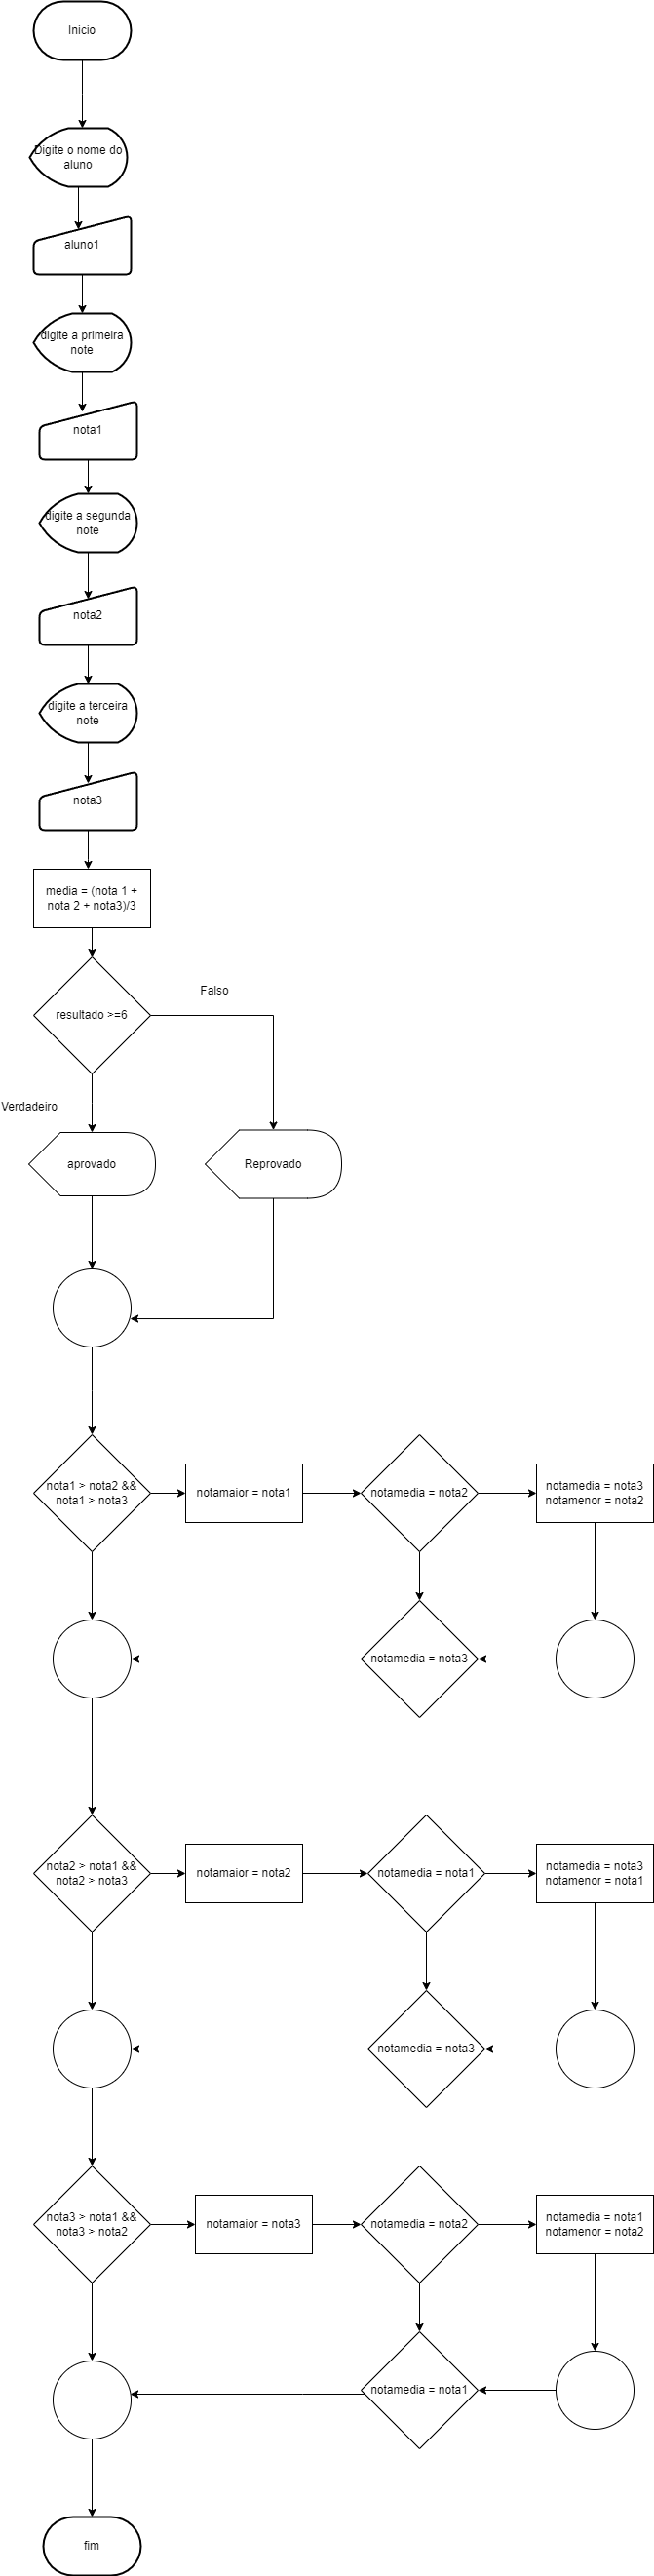 Inicio
Digite o nome do
aluno
aluno1
digite a primeira
note
nota1
digite a segunda
note
nota2
digite a terceira
note
nota3
media = (nota 1 +
nota 2 + nota3)/3
resultado >=6
Falso
Verdadeiro
aprovado
Reprovado
nota1 > nota2 &&
nota1 > nota3
notamaior = nota1
notamedia = nota2
notamedia = nota3
notamenor = nota2
notamedia = nota3
nota2 > nota1 &&
nota2 > nota3
notamaior = nota2
notamedia = nota1
notamedia = nota3
notamenor = nota1
notamedia = nota3
nota3 > nota1 &&
nota3 > nota2
notamaior = nota3
notamedia = nota2
notamedia = nota1
notamenor = nota2
notamedia = nota1
fim